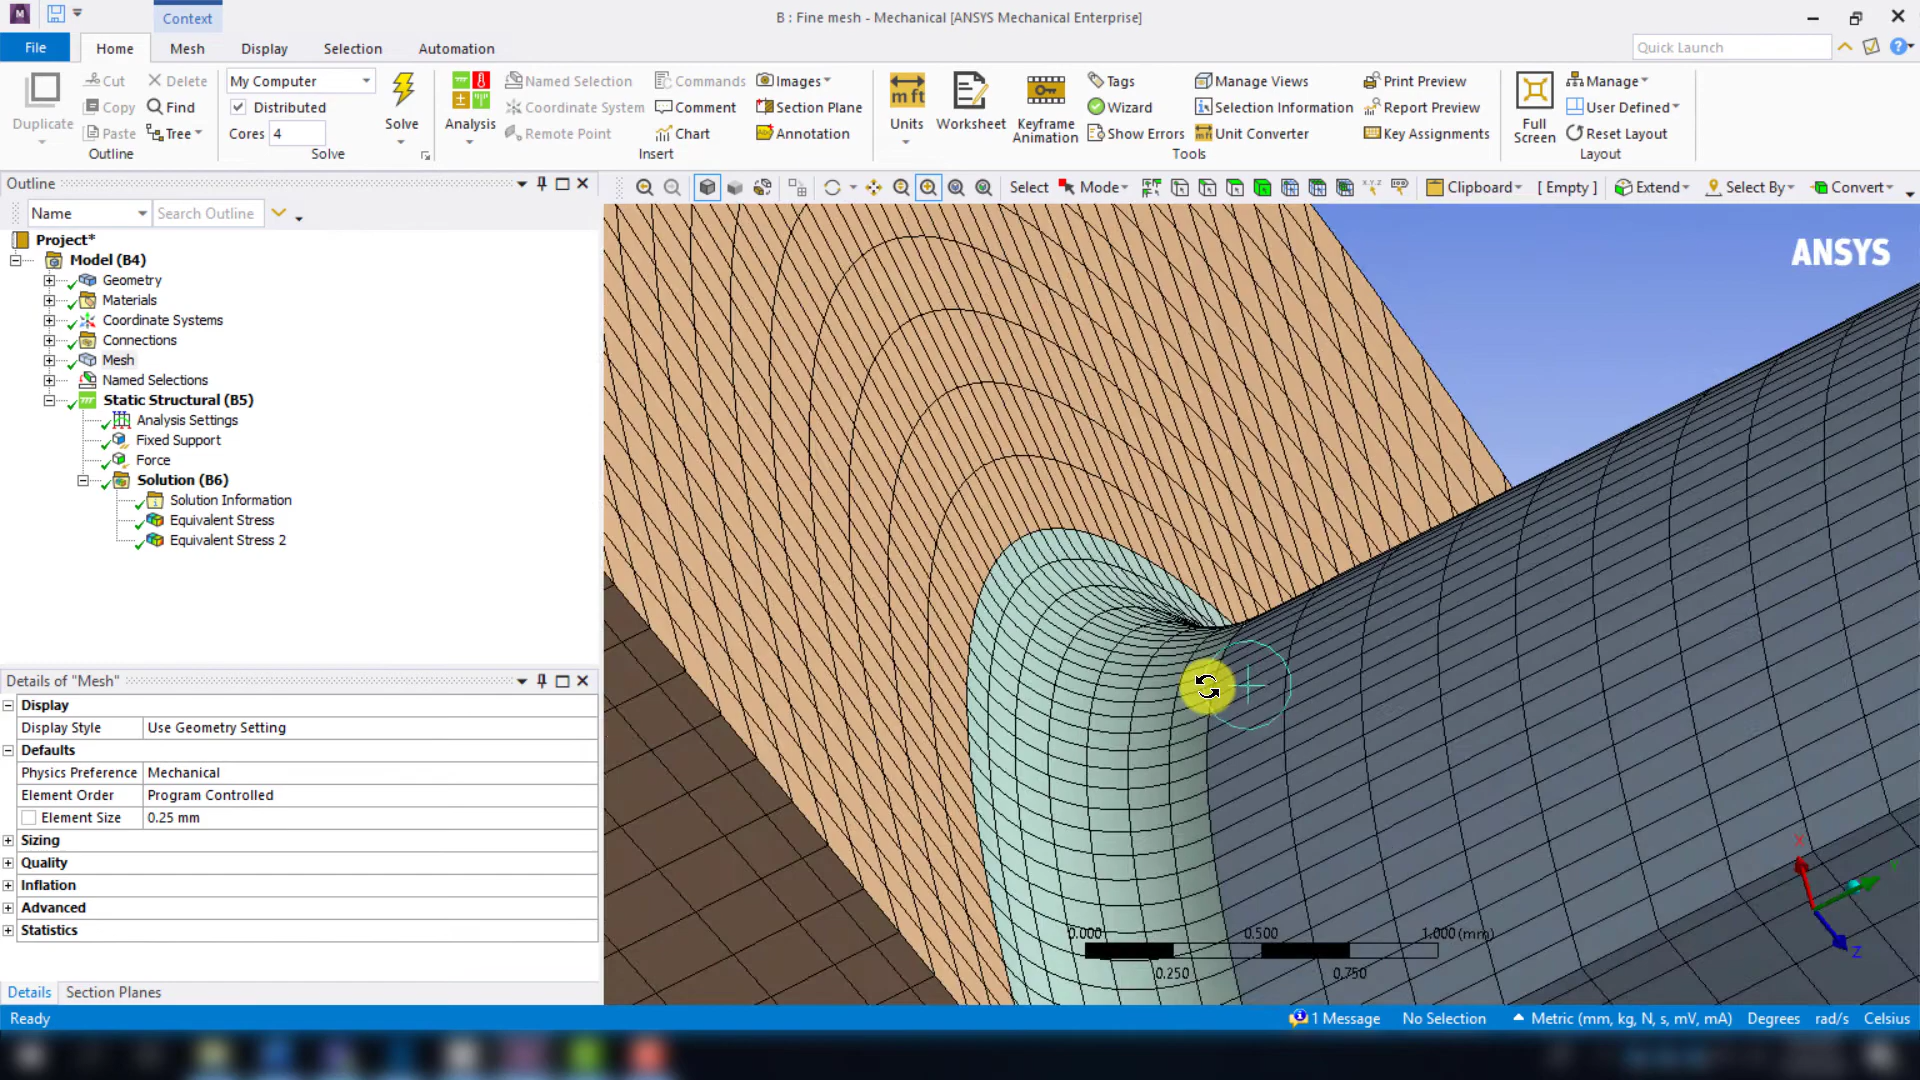 Context
B : Fine mesh - Mechanical [ANSYS Mechanical Enterprise]
File Home Mesh Display Selection Automation
Quick Launch
Duplicate
Cut
Copy
Paste
Delete
Find
Tree
Outline
My Computer
Distributed
Cores 4
Solve
Solve
Analysis
Named Selection
Coordinate System
Remote Point
Commands
Comment
Chart
Images
Section Plane
Annotation
Insert
Units
Worksheet
Keyframe Animation
Tags
Wizard
Show Errors
Manage Views
Selection Information
Unit Converter
Print Preview
Report Preview
Key Assignments
Tools
Full Screen
Manage
User Defined
Reset Layout
Layout
Outline
Name
Search Outline
Select Mode Clipboard [ Empty ] Extend Select By Convert
Project*
Model (B4)
Geometry
Materials
Coordinate Systems
Connections
Mesh
Named Selections
Static Structural (B5)
Analysis Settings
Fixed Support
Force
Solution (B6)
Solution Information
Equivalent Stress
Equivalent Stress 2
ANSYS
Details of "Mesh"
Display
Display Style Use Geometry Setting
Defaults
Physics Preference Mechanical
Element Order Program Controlled
Element Size 0.25 mm
Sizing
Quality
Inflation
Advanced
Statistics
X
Z
0.000 0.500 1.000 (mm)
0.250 0.750
Details Section Planes
Ready
1 Message No Selection Metric (mm, kg, N, s, mV, mA) Degrees rad/s Celsius